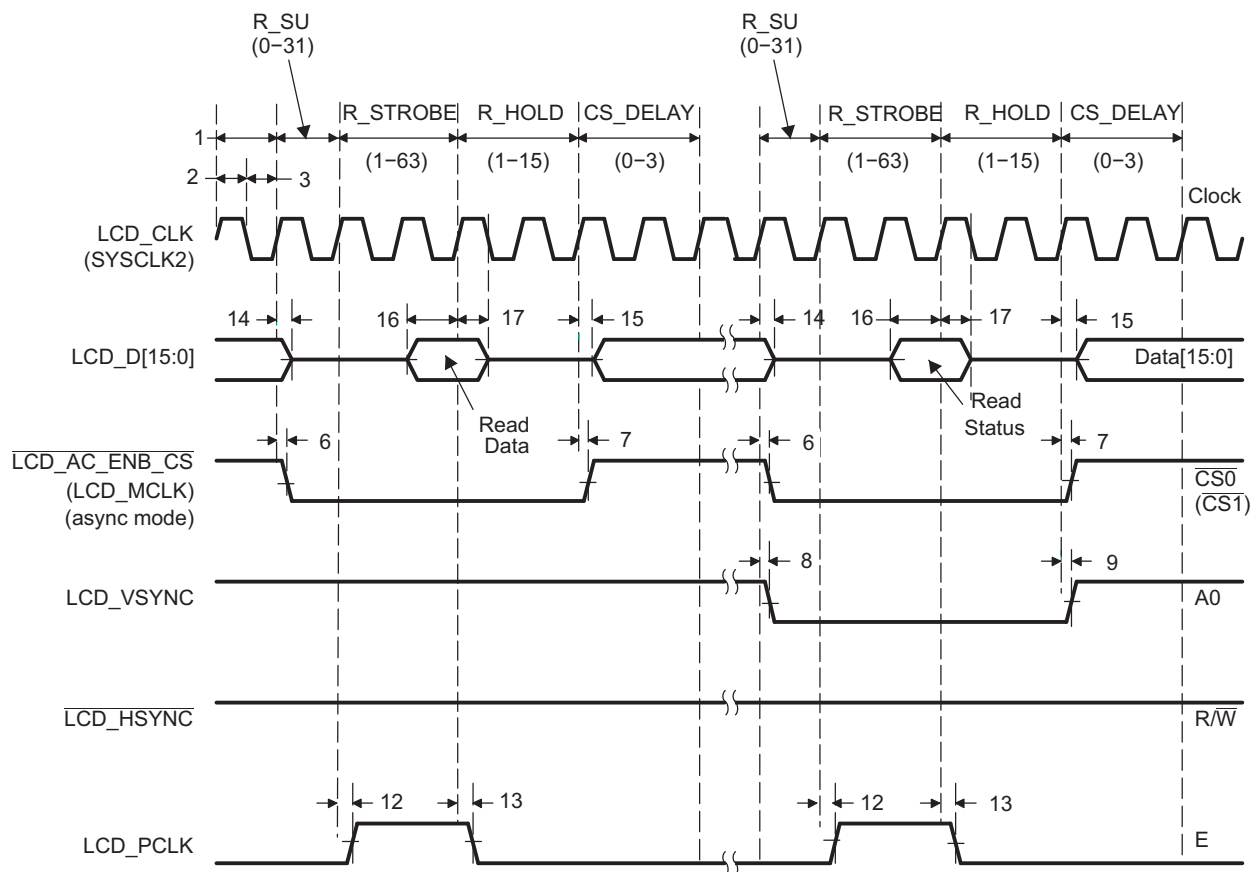 R_SU
(0−31)
R_SU
(0−31)
R_STROBE R_HOLD CS_DELAY
R_STROBE R_HOLD CS_DELAY
1
(1−63) (1−15) (0−3)
(1−63) (1−15) (0−3)
2 3
Clock
LCD_CLK
(SYSCLK2)
14 16 17 15 14 16 17 15
LCD_D[15:0]
Data[15:0]
Read
Data
Read
Status
6 7 6 7
LCD_AC_ENB_CS
(LCD_MCLK)
(async mode)
CS0
(CS1)
8 9
LCD_VSYNC
A0
LCD_HSYNC
R/W
12 13 12 13
LCD_PCLK
E